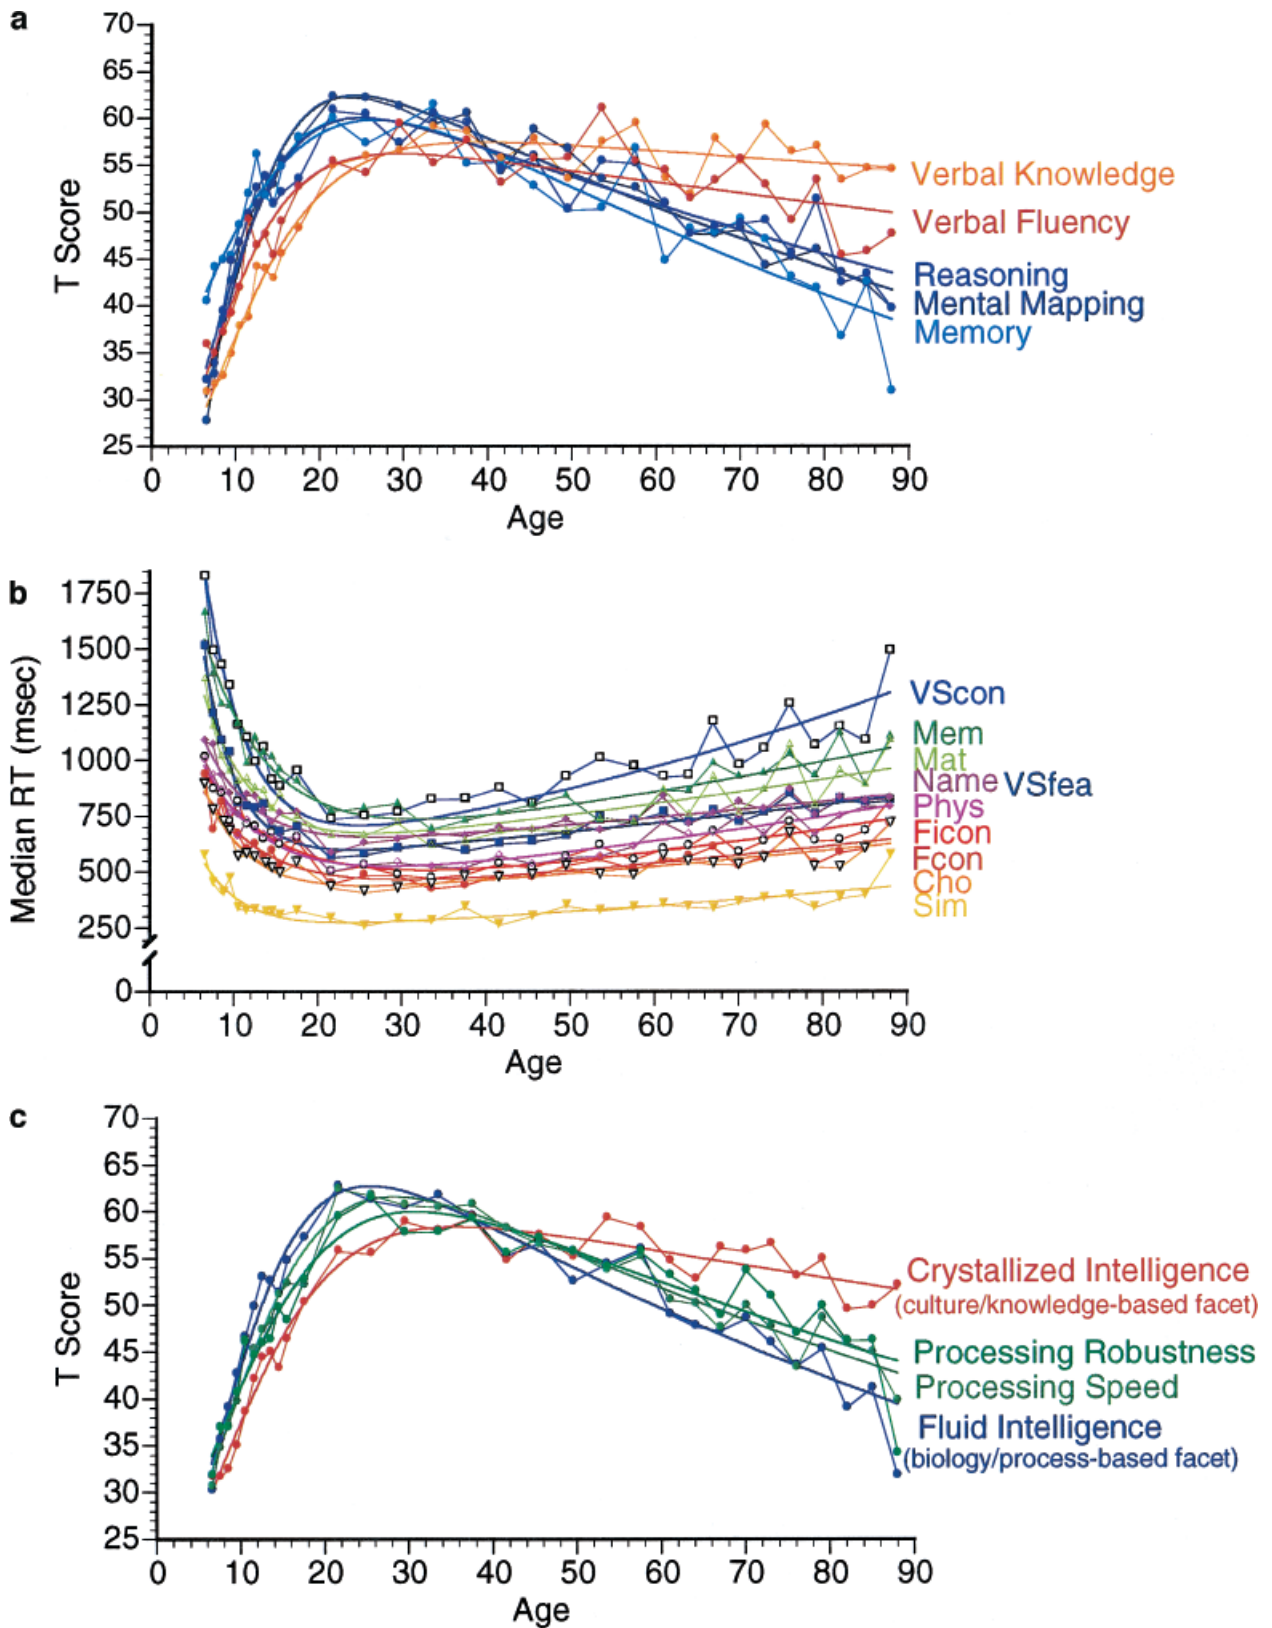 a
70
65
60
55
50
45
40
35
30
25
T Score
0 10 20 30 40 50 60 70 80 90
Age
Verbal Knowledge
Verbal Fluency
Reasoning
Mental Mapping
Memory
b
1750
1500
1250
1000
750
500
250
0
Median RT (msec)
0 10 20 30 40 50 60 70 80 90
Age
VScon
Mem
Mat
Name VSfea
Phys
Ficon
Fcon
Cho
Sim
c
70
65
60
55
50
45
40
35
30
25
T Score
0 10 20 30 40 50 60 70 80 90
Age
Crystallized Intelligence
(culture/knowledge-based facet)
Processing Robustness
Processing Speed
Fluid Intelligence
(biology/process-based facet)